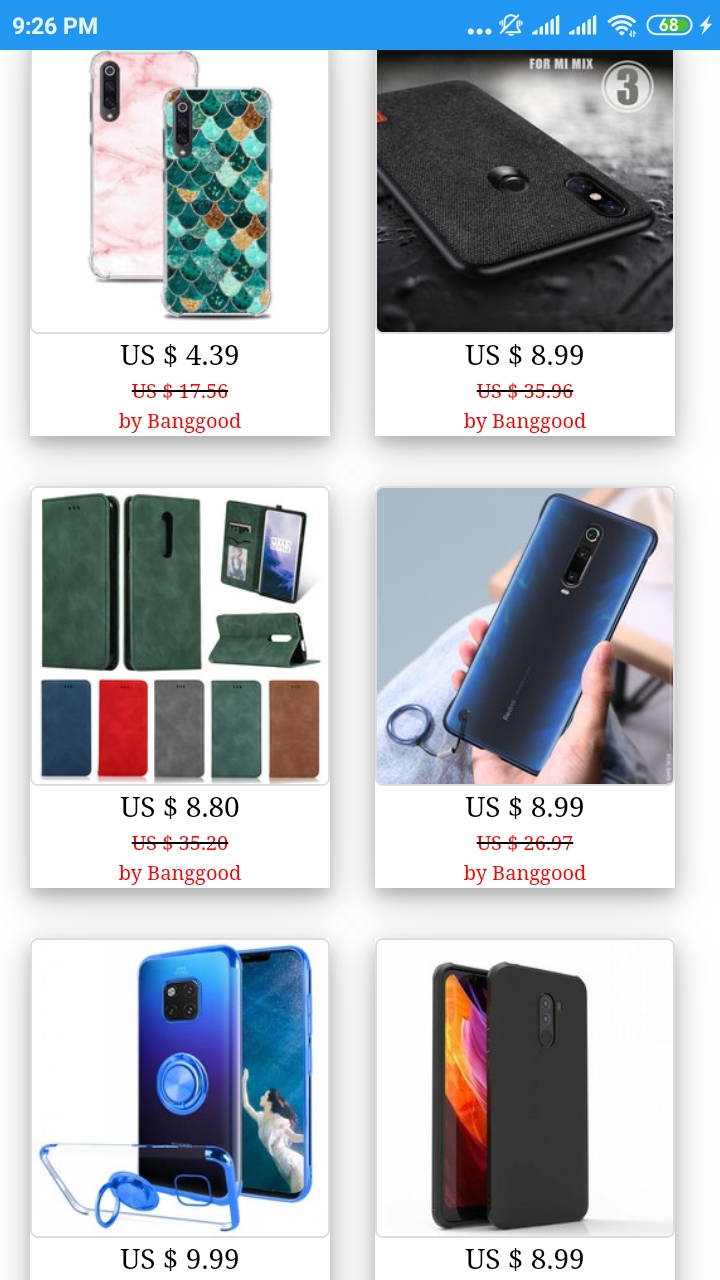 9:26 PM
68
FOR MI MIX
3
US $ 4.39
US $ 17.56
by Banggood
US $ 8.99
US $ 35.96
by Banggood
Redmi
US $ 8.80
US $ 35.20
by Banggood
US $ 8.99
US $ 26.97
by Banggood
US $ 9.99
US $ 8.99